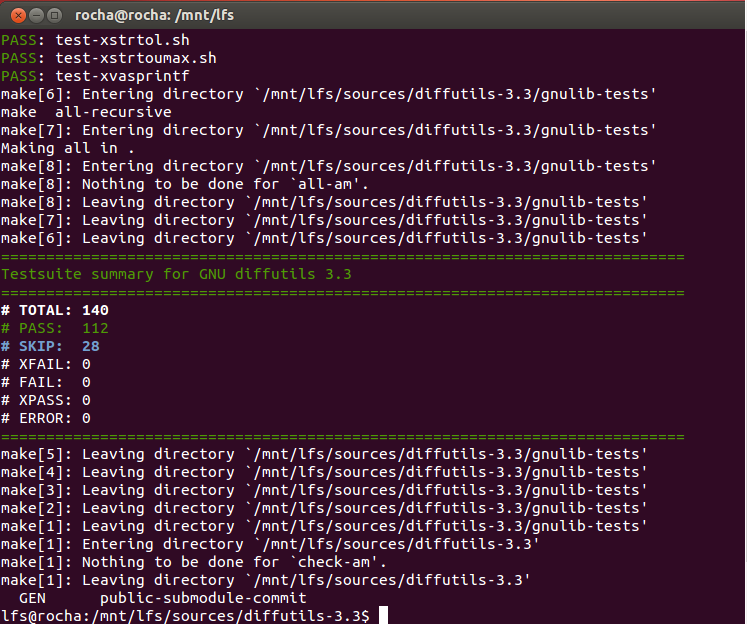 rocha@rocha: /mnt/lfs
PASS: test-xstrtol.sh
PASS: test-xstrtoumax.sh
PASS: test-xvasprintf
make[6]: Entering directory `/mnt/lfs/sources/diffutils-3.3/gnulib-tests'
make  all-recursive
make[7]: Entering directory `/mnt/lfs/sources/diffutils-3.3/gnulib-tests'
Making all in .
make[8]: Entering directory `/mnt/lfs/sources/diffutils-3.3/gnulib-tests'
make[8]: Nothing to be done for `all-am'.
make[8]: Leaving directory `/mnt/lfs/sources/diffutils-3.3/gnulib-tests'
make[7]: Leaving directory `/mnt/lfs/sources/diffutils-3.3/gnulib-tests'
make[6]: Leaving directory `/mnt/lfs/sources/diffutils-3.3/gnulib-tests'
============================================================================
Testsuite summary for GNU diffutils 3.3
============================================================================
# TOTAL: 140
# PASS:  112
# SKIP:  28
# XFAIL: 0
# FAIL:  0
# XPASS: 0
# ERROR: 0
============================================================================
make[5]: Leaving directory `/mnt/lfs/sources/diffutils-3.3/gnulib-tests'
make[4]: Leaving directory `/mnt/lfs/sources/diffutils-3.3/gnulib-tests'
make[3]: Leaving directory `/mnt/lfs/sources/diffutils-3.3/gnulib-tests'
make[2]: Leaving directory `/mnt/lfs/sources/diffutils-3.3/gnulib-tests'
make[1]: Leaving directory `/mnt/lfs/sources/diffutils-3.3/gnulib-tests'
make[1]: Entering directory `/mnt/lfs/sources/diffutils-3.3'
make[1]: Nothing to be done for `check-am'.
make[1]: Leaving directory `/mnt/lfs/sources/diffutils-3.3'
  GEN      public-submodule-commit
lfs@rocha:/mnt/lfs/sources/diffutils-3.3$